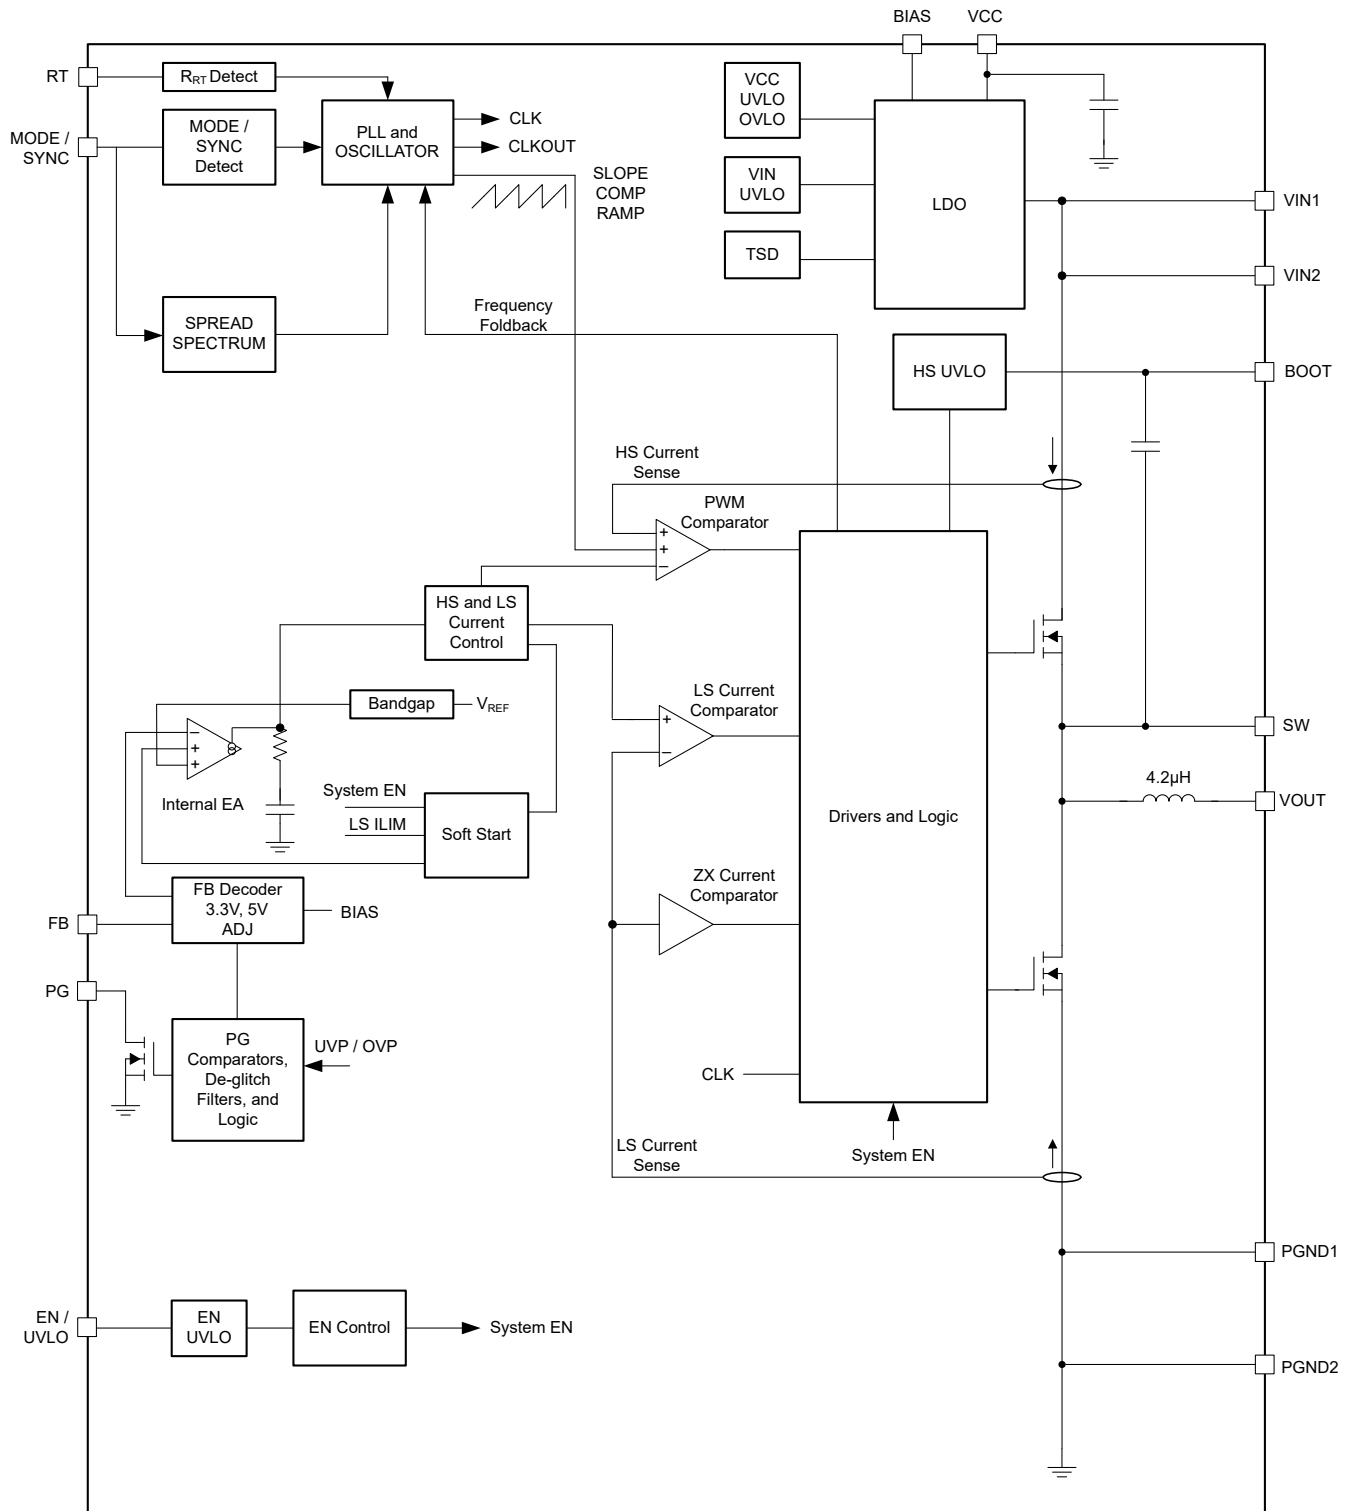 BIAS VCC
RT
R_RT Detect
MODE /
SYNC
MODE /
SYNC
Detect
PLL and
OSCILLATOR
CLK
CLKOUT
SLOPE
COMP
RAMP
VCC
UVLO
OVLO
VIN
UVLO
TSD
LDO
VIN1
VIN2
SPREAD
SPECTRUM
Frequency
Foldback
HS UVLO
BOOT
HS Current
Sense
PWM
Comparator
+
+
−
HS and LS
Current
Control
Bandgap
V_REF
LS Current
Comparator
+
−
−
+
+
Internal EA
System EN
LS ILIM
Soft Start
SW
4.2µH
VOUT
Drivers and Logic
ZX Current
Comparator
FB
FB Decoder
3.3V, 5V
ADJ
BIAS
PG
PG
Comparators,
De-glitch
Filters, and
Logic
UVP / OVP
CLK
System EN
LS Current
Sense
PGND1
EN /
UVLO
EN
UVLO
EN Control
System EN
PGND2